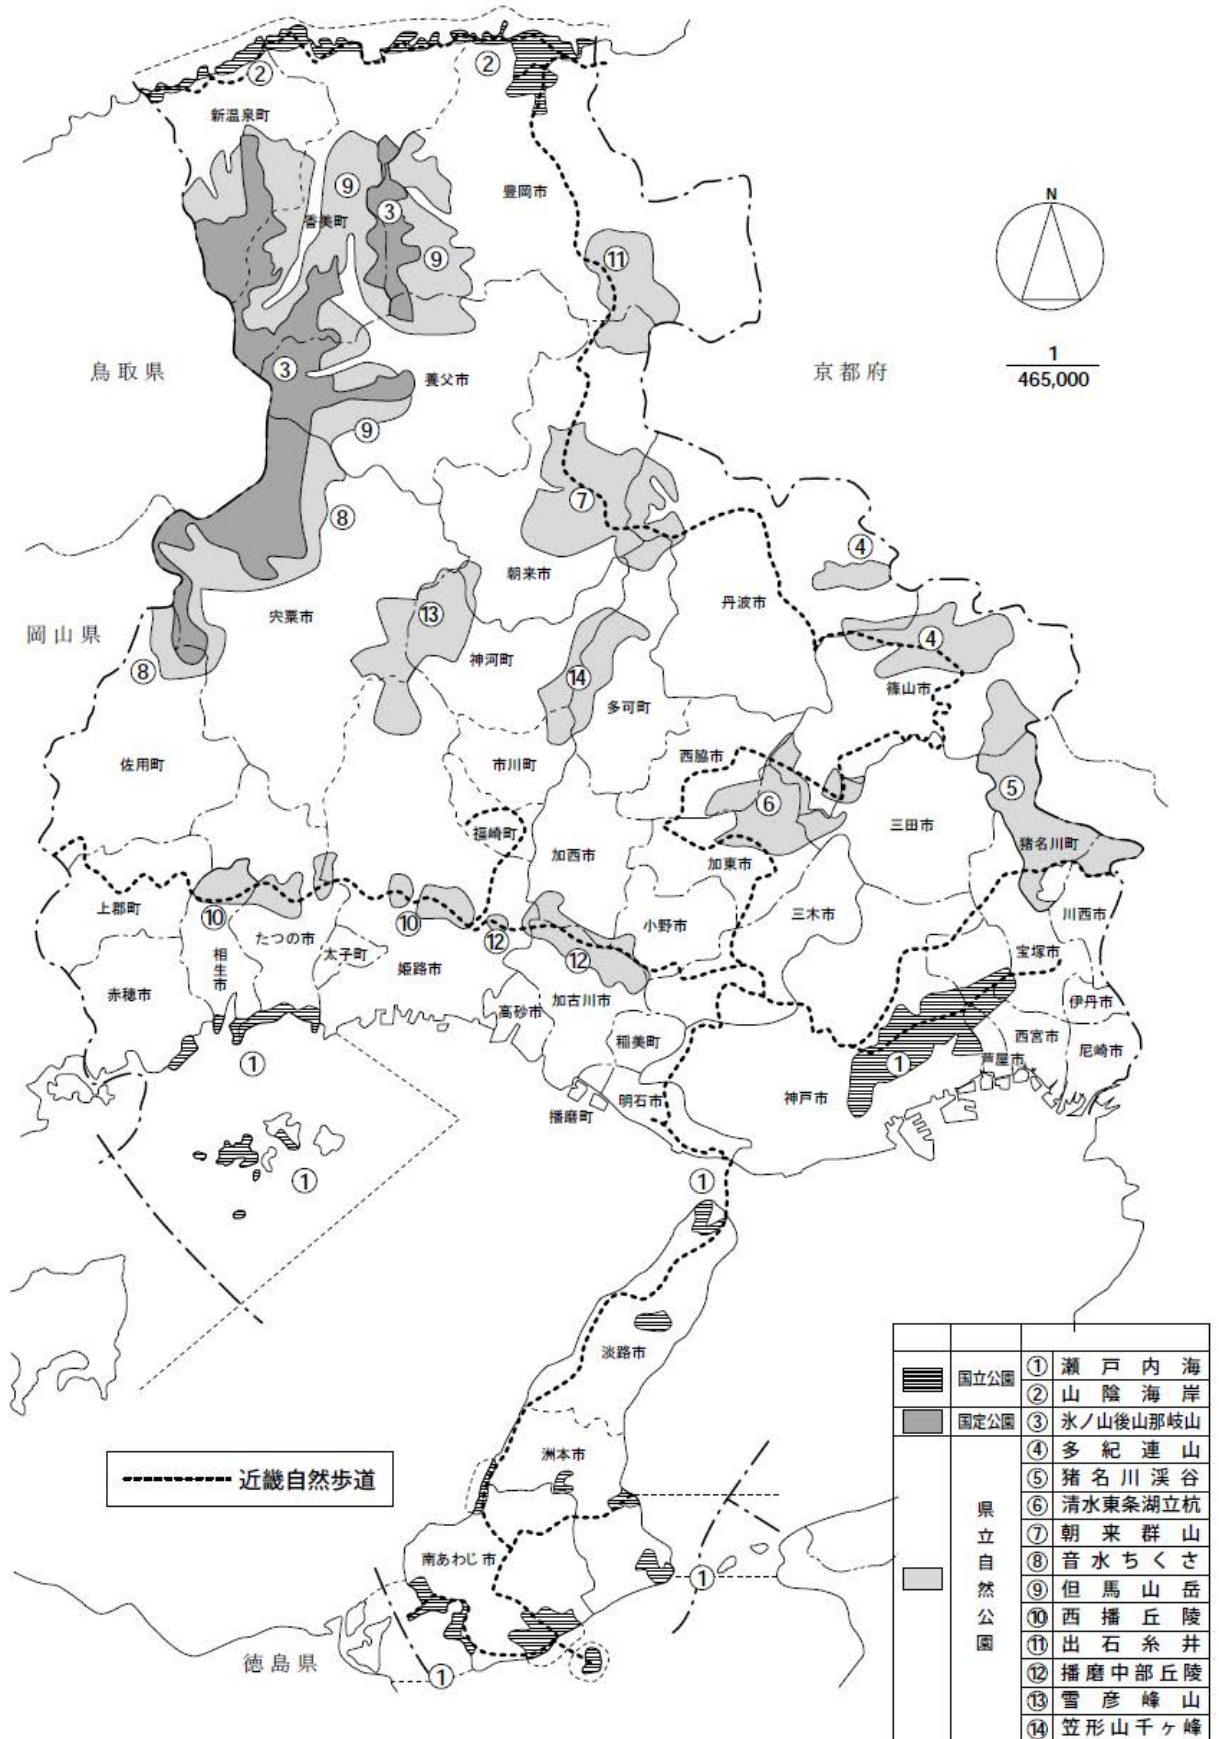 ②
②
新温泉町
⑨
香美町
③
⑨
豊岡市
⑪
N
1
465,000
鳥取県
京都府
③
養父市
⑨
⑦
⑧
④
朝来市
丹波市
宍粟市
⑬
岡山県
④
神河町
⑧
⑭
篠山市
多可町
佐用町
市川町
西脇市
⑤
⑥
福崎町
加西市
三田市
猪名川町
加東市
上郡町
⑩
⑩
たつの市
⑫
小野市
三木市
川西市
相生市
太子町
姫路市
⑫
宝塚市
赤穂市
高砂市
加古川市
伊丹市
稲美町
西宮市
尼崎市
①
①
芦屋市
明石市
神戸市
播磨町
①
①
淡路市
洲本市
近畿自然歩道
南あわじ市
①
徳島県
①
国立公園
① 瀬戸内海
② 山陰海岸
国定公園 ③ 氷ノ山後山那岐山
県立自然公園
④ 多紀連山
⑤ 猪名川渓谷
⑥ 清水東条湖立杭
⑦ 朝来群山
⑧ 音水ちくさ
⑨ 但馬山岳
⑩ 西播丘陵
⑪ 出石糸井
⑫ 播磨中部丘陵
⑬ 雪彦峰山
⑭ 笠形山千ヶ峰